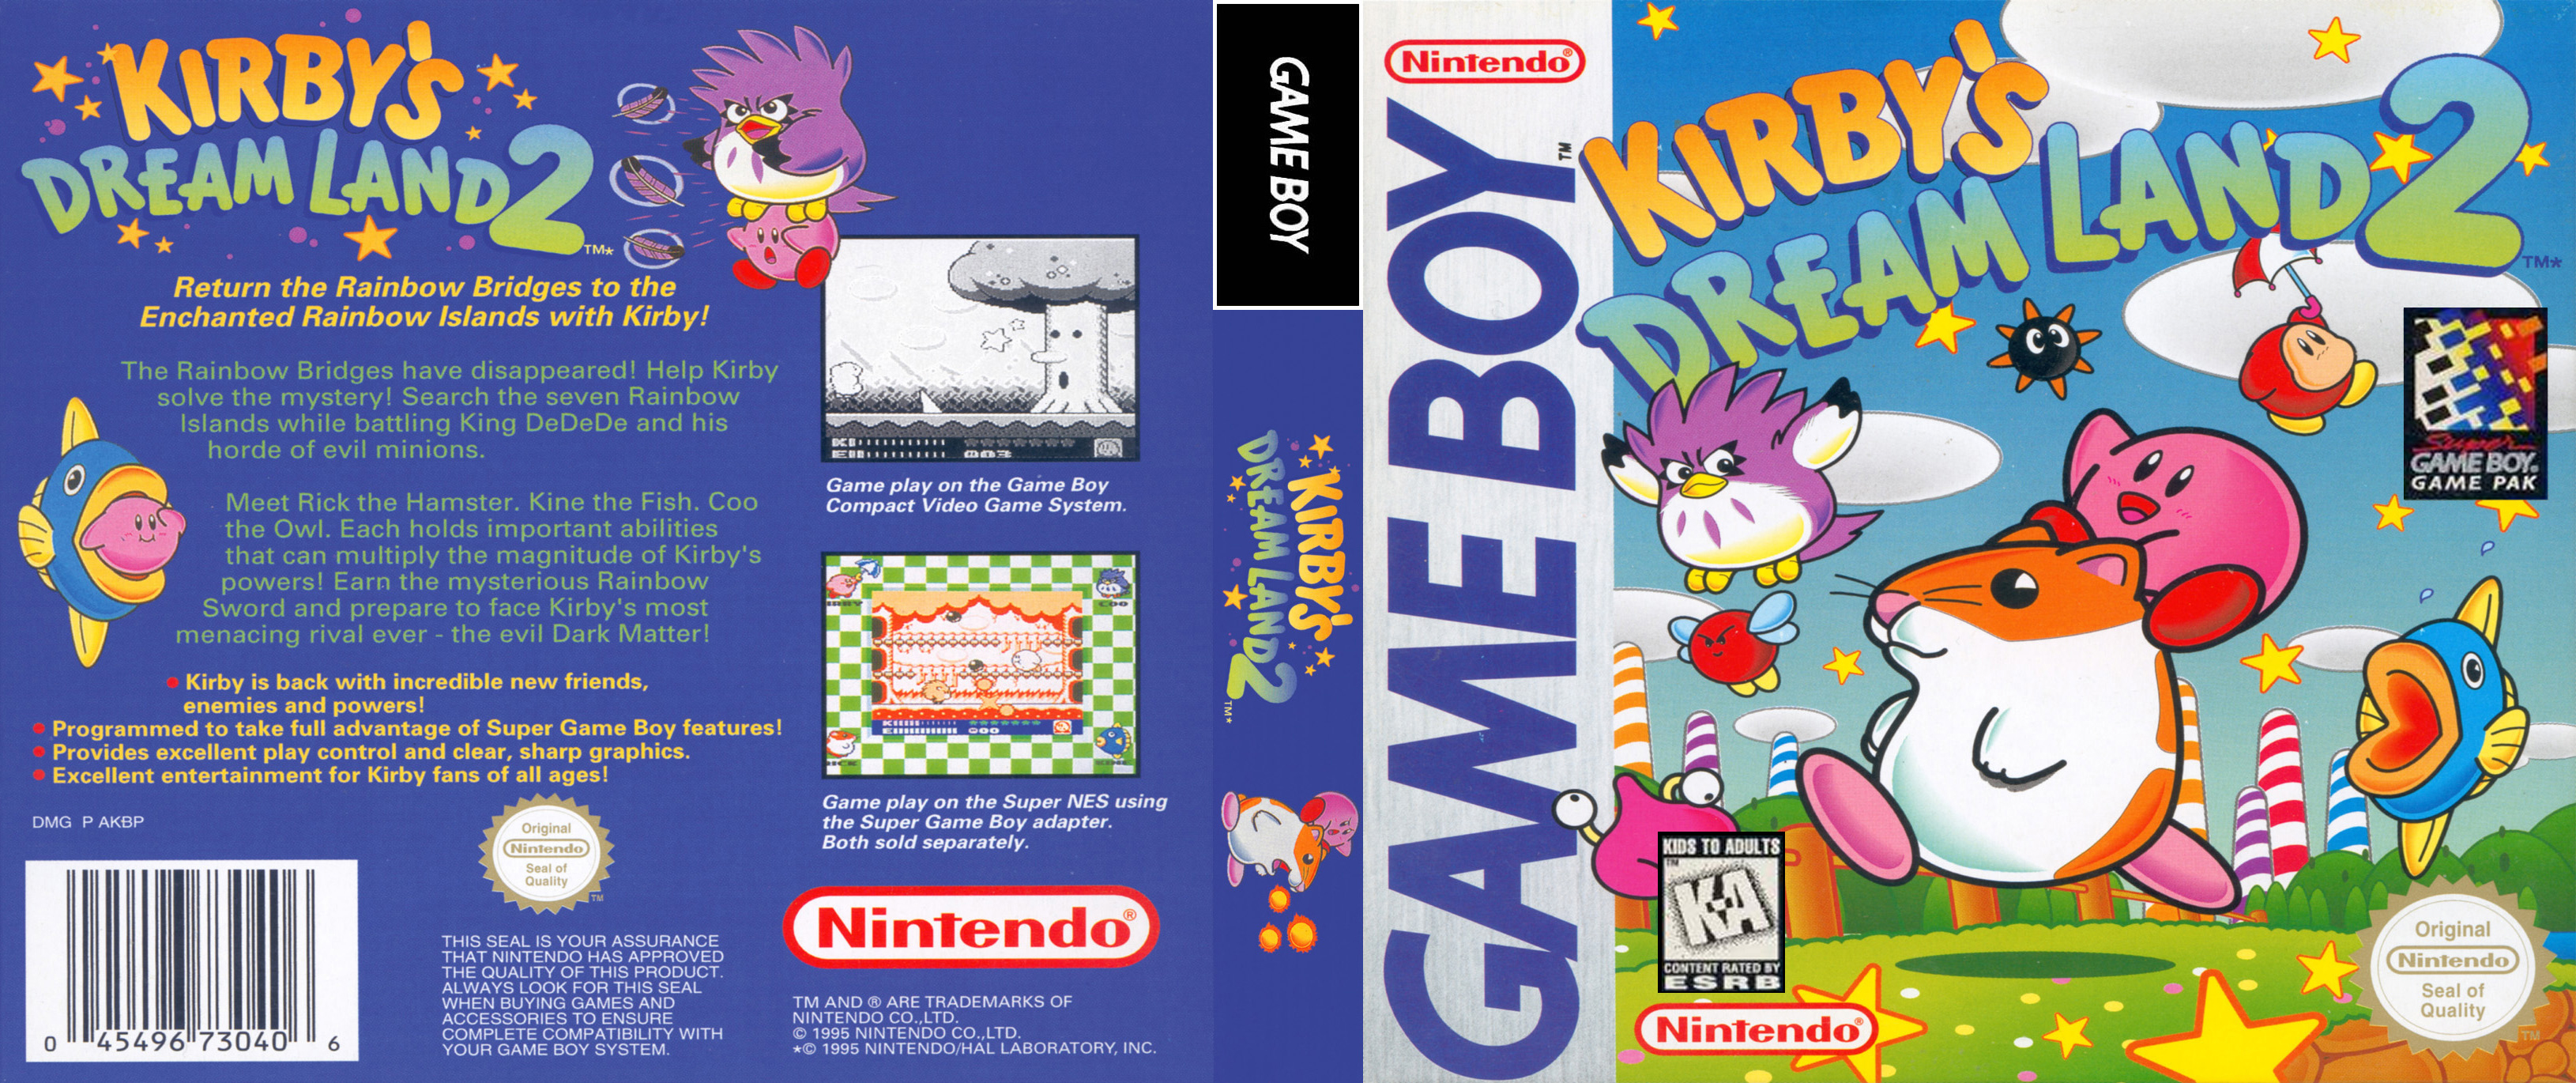 KIRBY'S
DREAM LAND 2
TM*
Return the Rainbow Bridges to the
Enchanted Rainbow Islands with Kirby!
The Rainbow Bridges have disappeared! Help Kirby
solve the mystery! Search the seven Rainbow
Islands while battling King DeDeDe and his
horde of evil minions.
Meet Rick the Hamster. Kine the Fish. Coo
the Owl. Each holds important abilities
that can multiply the magnitude of Kirby's
powers! Earn the mysterious Rainbow
Sword and prepare to face Kirby's most
menacing rival ever - the evil Dark Matter!
• Kirby is back with incredible new friends,
enemies and powers!
• Programmed to take full advantage of Super Game Boy features!
• Provides excellent play control and clear, sharp graphics.
• Excellent entertainment for Kirby fans of all ages!
DMG P AKBP
0 45496 73040 6
Original
Nintendo
Seal of
Quality
TM
THIS SEAL IS YOUR ASSURANCE
THAT NINTENDO HAS APPROVED
THE QUALITY OF THIS PRODUCT.
ALWAYS LOOK FOR THIS SEAL
WHEN BUYING GAMES AND
ACCESSORIES TO ENSURE
COMPLETE COMPATIBILITY WITH
YOUR GAME BOY SYSTEM.
003
Game play on the Game Boy
Compact Video Game System.
COO
Game play on the Super NES using
the Super Game Boy adapter.
Both sold separately.
Nintendo®
TM AND ® ARE TRADEMARKS OF
NINTENDO CO.,LTD.
© 1995 NINTENDO CO.,LTD.
*© 1995 NINTENDO/HAL LABORATORY, INC.
GAME BOY
KIRBY'S
DREAM LAND 2
TM*
Nintendo®
GAME BOY
TM
KIRBY'S
DREAM LAND 2
TM*
Super
GAME BOY.
GAME PAK
KIDS TO ADULTS
TM
K-A
CONTENT RATED BY
ESRB
Nintendo®
Original
Nintendo
Seal of
Quality
TM